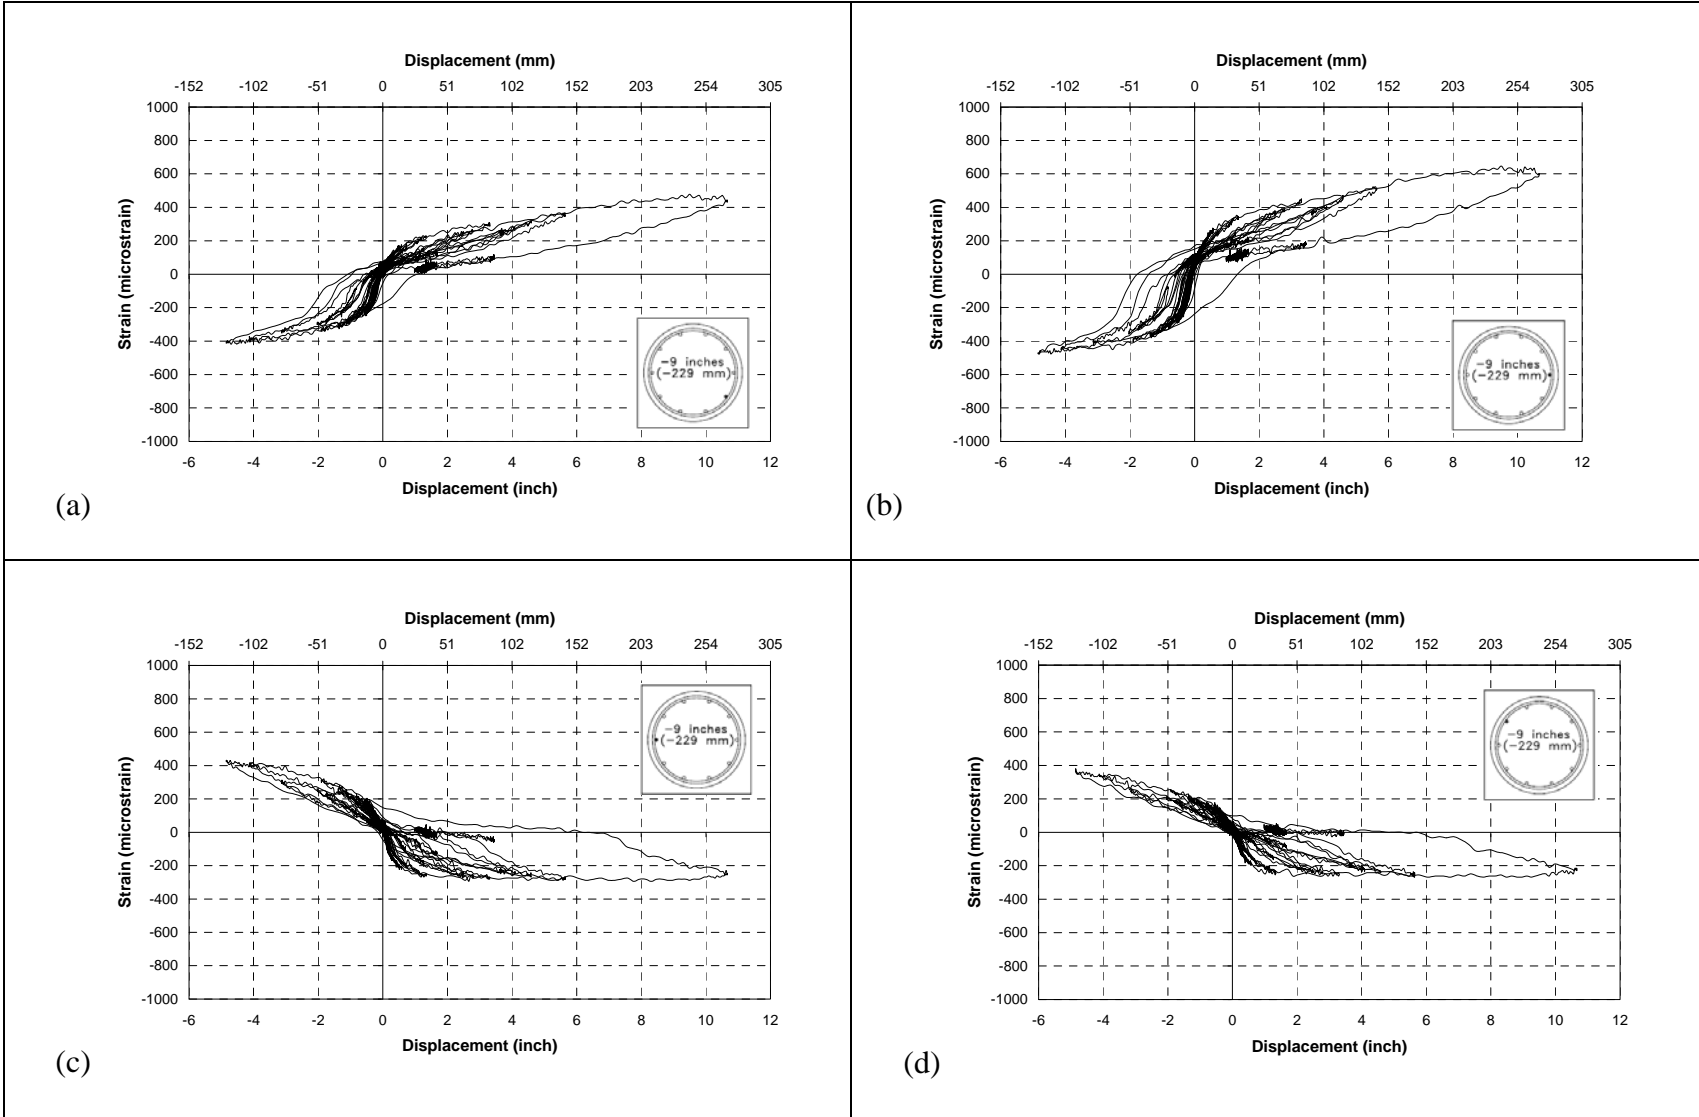 Displacement (mm)
-152 -102 -51 0 51 102 152 203 254 305
1000
800
600
400
200
0
-200
-400
-600
-800
-1000
Strain (microstrain)
-9 inches
(-229 mm)
-6 -4 -2 0 2 4 6 8 10 12
Displacement (inch)
(a)
Displacement (mm)
-152 -102 -51 0 51 102 152 203 254 305
1000
800
600
400
200
0
-200
-400
-600
-800
-1000
Strain (microstrain)
-9 inches
(-229 mm)
-6 -4 -2 0 2 4 6 8 10 12
Displacement (inch)
(b)
Displacement (mm)
-152 -102 -51 0 51 102 152 203 254 305
1000
800
600
400
200
0
-200
-400
-600
-800
-1000
Strain (microstrain)
-9 inches
(-229 mm)
-6 -4 -2 0 2 4 6 8 10 12
Displacement (inch)
(c)
Displacement (mm)
-152 -102 -51 0 51 102 152 203 254 305
1000
800
600
400
200
0
-200
-400
-600
-800
-1000
Strain (microstrain)
-9 inches
(-229 mm)
-6 -4 -2 0 2 4 6 8 10 12
Displacement (inch)
(d)